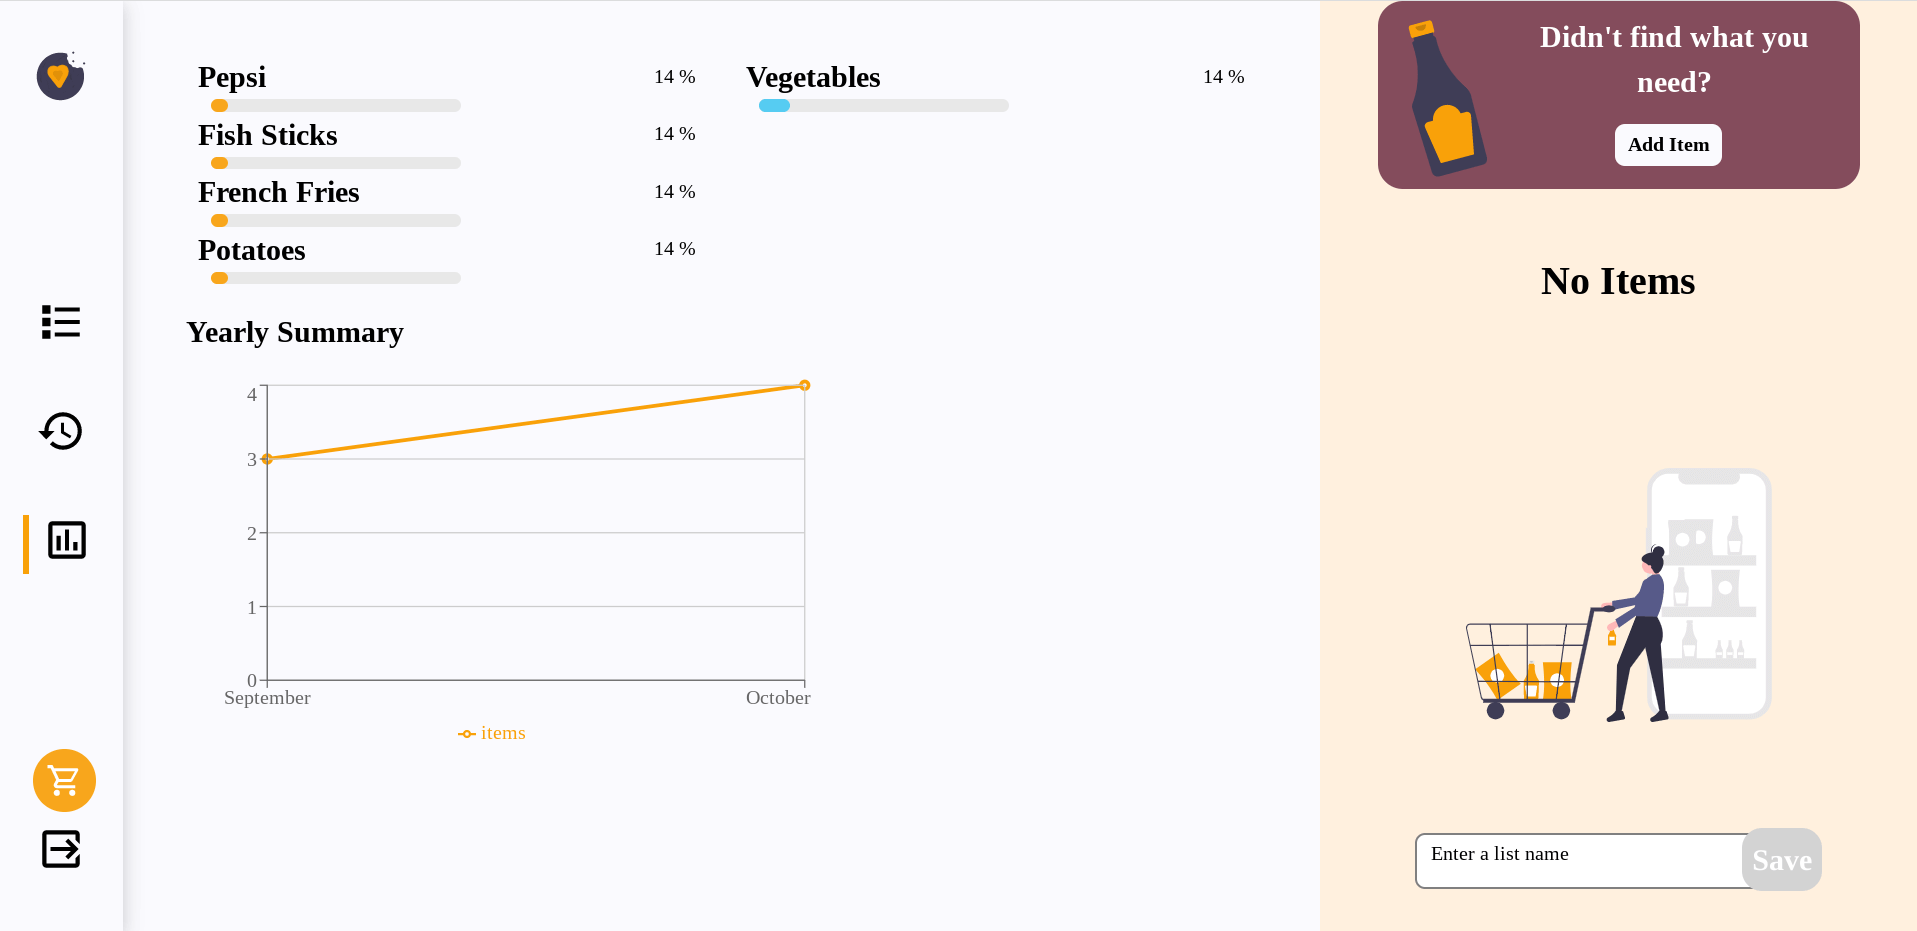 Pepsi 14 %
Fish Sticks 14 %
French Fries 14 %
Potatoes 14 %
Vegetables 14 %
Yearly Summary
4
3
2
1
0
September October
items
Didn't find what you
need?
Add Item
No Items
Enter a list name
Save